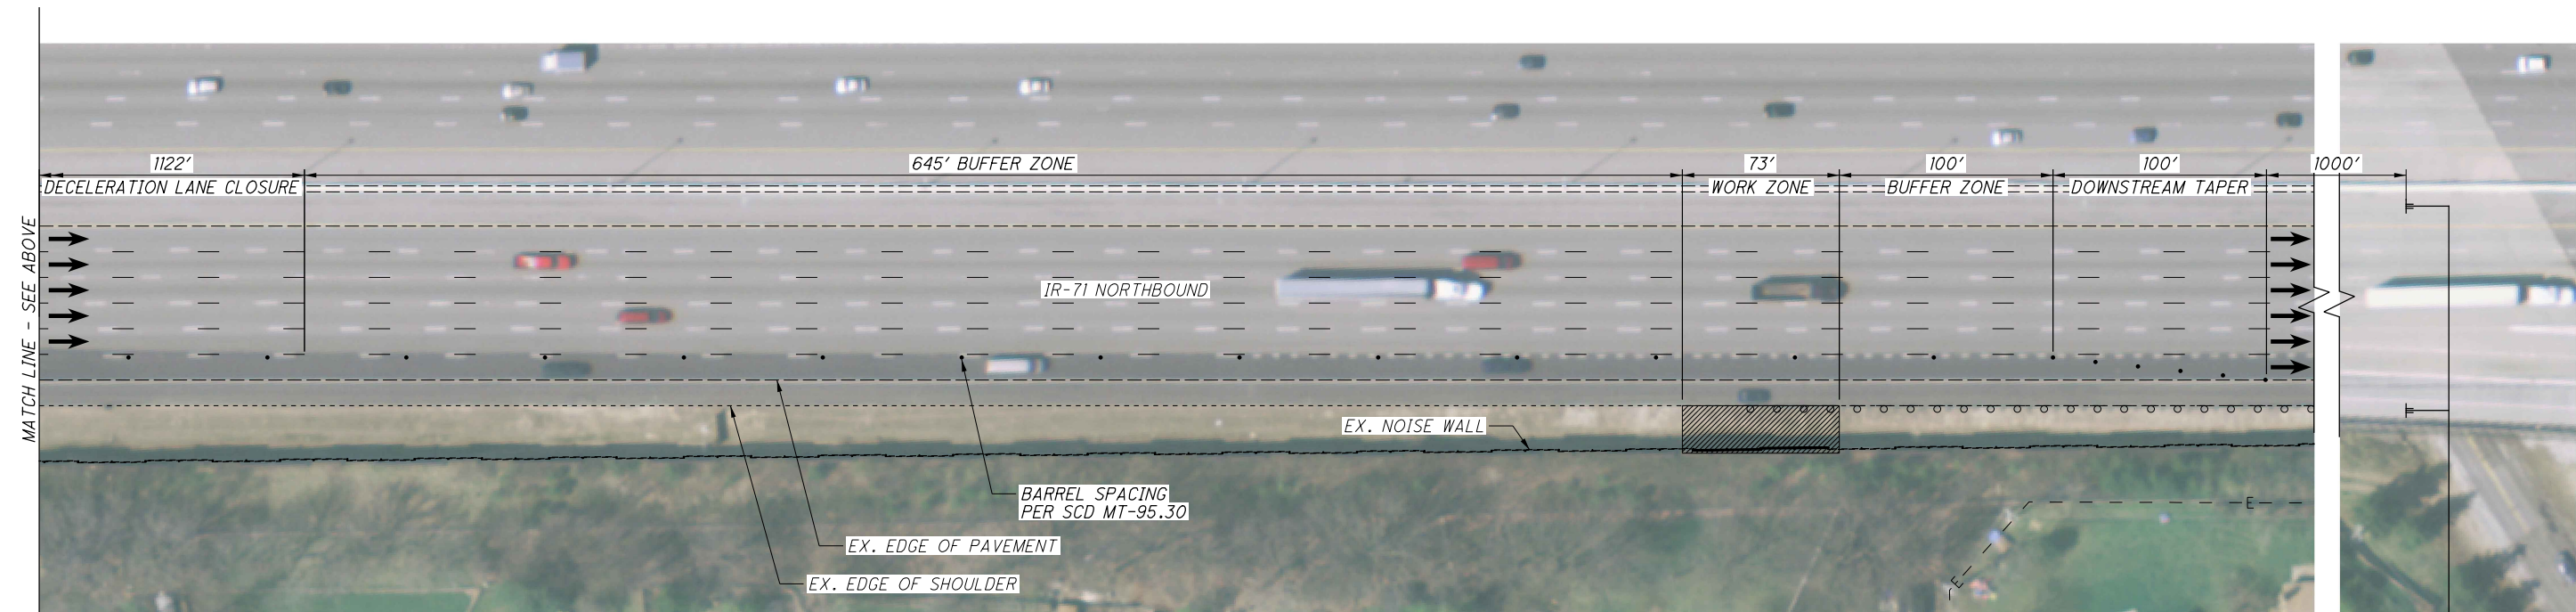 1122'
645' BUFFER ZONE
73'
100'
100'
1000'
DECELERATION LANE CLOSURE
WORK ZONE
BUFFER ZONE
DOWNSTREAM TAPER
MATCH LINE - SEE ABOVE
IR-71 NORTHBOUND
EX. NOISE WALL
BARREL SPACING
PER SCD MT-95.30
EX. EDGE OF PAVEMENT
EX. EDGE OF SHOULDER
E
E